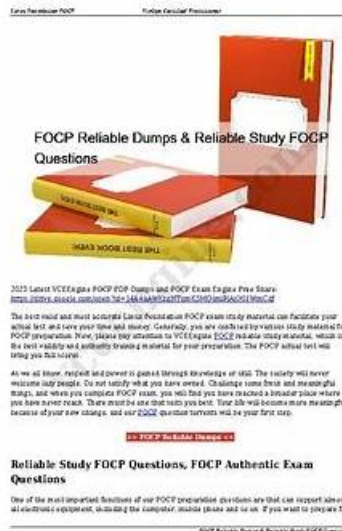 Linux Foundation FOCP
FinOps Certified Practitioner
FOCP Reliable Dumps & Reliable Study FOCP
Questions
THE BEST BOOK EVER
THE BEST BOOK EVER
2023 Latest VCEEngine FOCP PDF Dumps and FOCP Exam Engine Free Share:
The most valid and most accurate Linux Foundation FOCP exam study material can facilitate your
actual test and save your time and money. Generally, you are confused by various study material for
FOCP preparation. Now, please pay attention to VCEEngine FOCP reliable study material, which is
the best validity and authority training material for your preparation. The FOCP actual test will
bring you full scores.
As we all know, respect and power is gained through knowledge or skill. The society will never
welcome lazy people. Do not satisfy what you have owned. Challenge some fresh and meaningful
things, and when you complete FOCP exam, you will find you have reached a broader place where
you have never reach. There must be one that suits you best. Your life will become more meaningful
because of your new change, and our FOCP question torrents will be your first step.
>> FOCP Reliable Dumps <<
Reliable Study FOCP Questions, FOCP Authentic Exam
Questions
One of the most important functions of our FOCP preparation questions are that can support almost
all electronic equipment, including the computer, mobile phone and so on. If you want to prepare for
FOCP Reliable Dumps & Reliable Study FOCP Questions